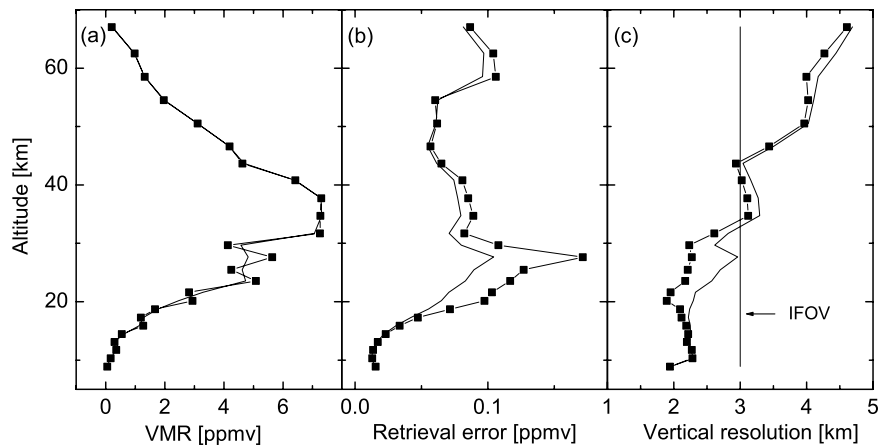 (a)
(b)
(c)
60
40
20
Altitude [km]
0 2 4 6
0.0 0.1
1 2 3 4 5
VMR [ppmv]
Retrieval error [ppmv]
Vertical resolution [km]
IFOV